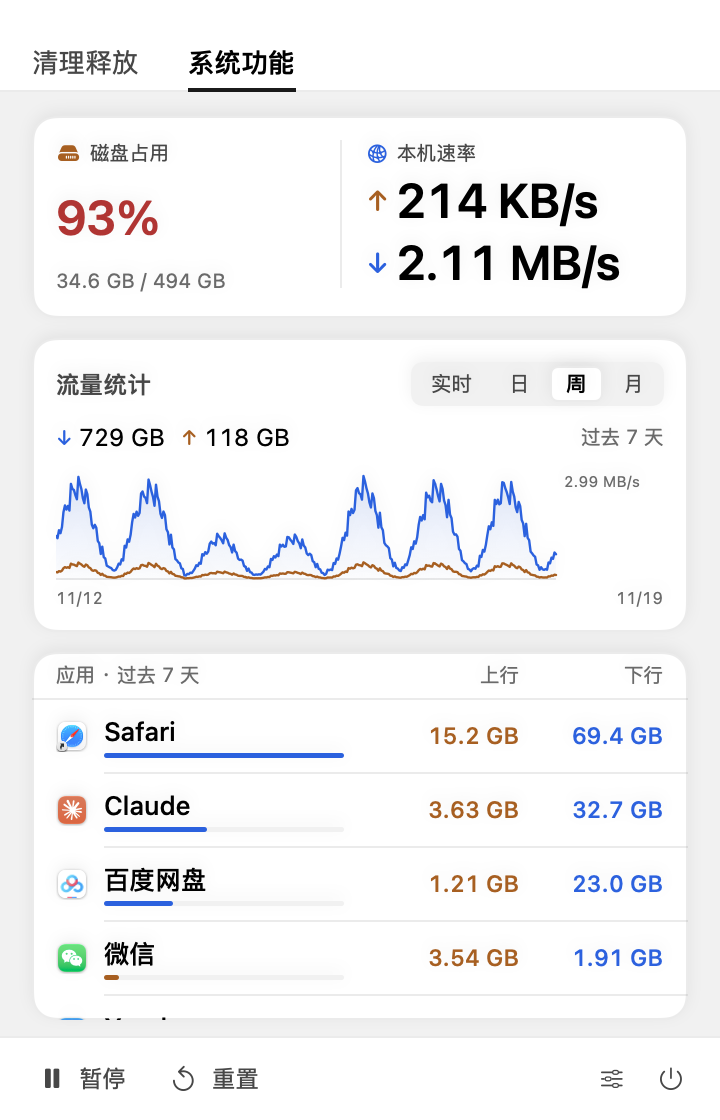 清理释放 系统功能
磁盘占用
93%
34.6 GB / 494 GB
本机速率
↑ 214 KB/s
↓ 2.11 MB/s
流量统计
实时 日 周 月
↓ 729 GB ↑ 118 GB
过去 7 天
2.99 MB/s
11/12 11/19
应用 · 过去 7 天 上行 下行
Safari 15.2 GB 69.4 GB
Claude 3.63 GB 32.7 GB
百度网盘 1.21 GB 23.0 GB
微信 3.54 GB 1.91 GB
暂停 重置